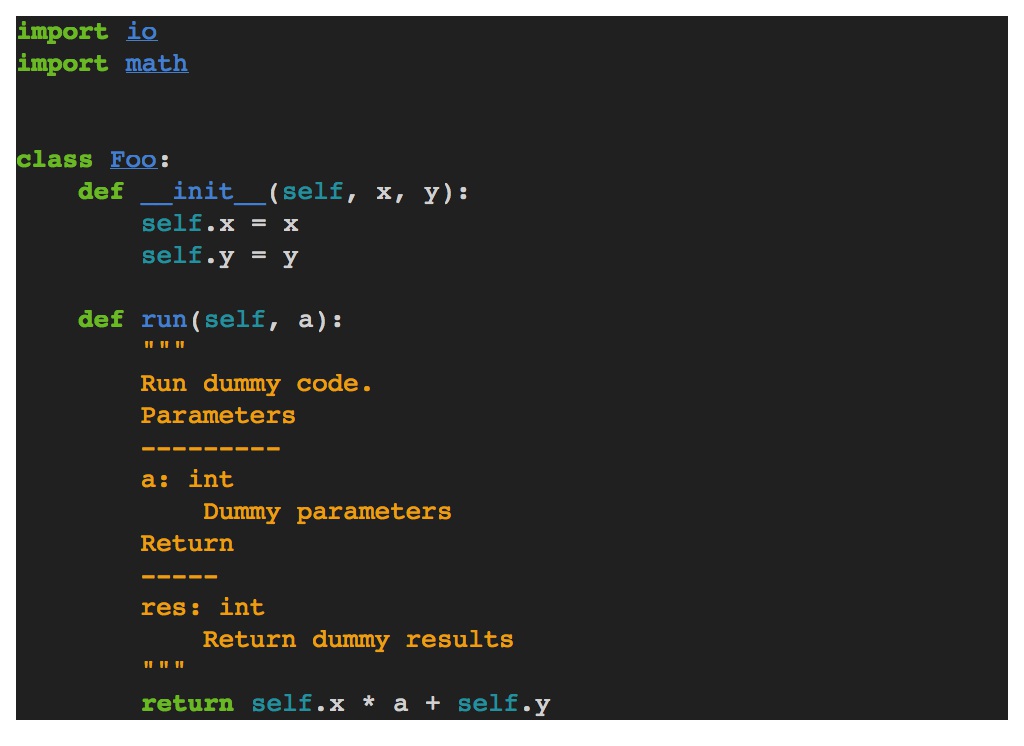 import io
import math
class Foo:
    def __init__(self, x, y):
        self.x = x
        self.y = y
    def run(self, a):
        """
        Run dummy code.
        Parameters
        ---------
        a: int
            Dummy parameters
        Return
        -----
        res: int
            Return dummy results
        """
        return self.x * a + self.y